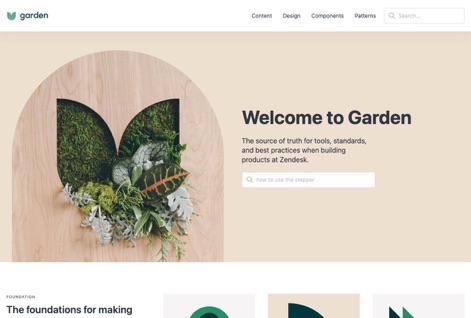 garden
Content Design Components Patterns Search...
Welcome to Garden
The source of truth for tools, standards,
and best practices when building
products at Zendesk.
how to use the stepper
FOUNDATION
The foundations for making